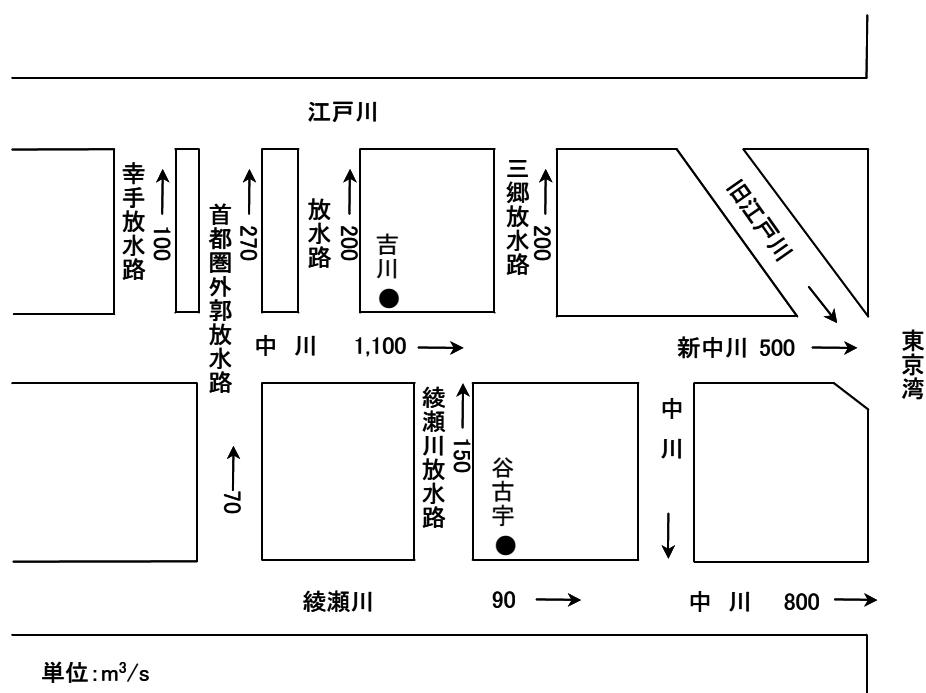 江戸川
幸手放水路
100
首都圏外郭放水路
270
放水路
200
吉川
三郷放水路
200
旧江戸川
中川 1,100
新中川 500
東京湾
70
綾瀬川放水路
150
谷古宇
中川
綾瀬川 90
中川 800
単位:m³/s